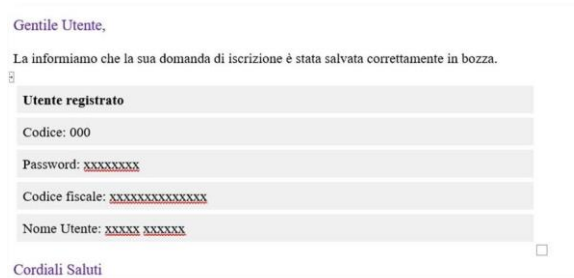 Gentile Utente,
La informiamo che la sua domanda di iscrizione è stata salvata correttamente in bozza.
Utente registrato
Codice: 000
Password: xxxxxxxx
Codice fiscale: xxxxxxxxxxxxxx
Nome Utente: xxxxx xxxxxx
Cordiali Saluti